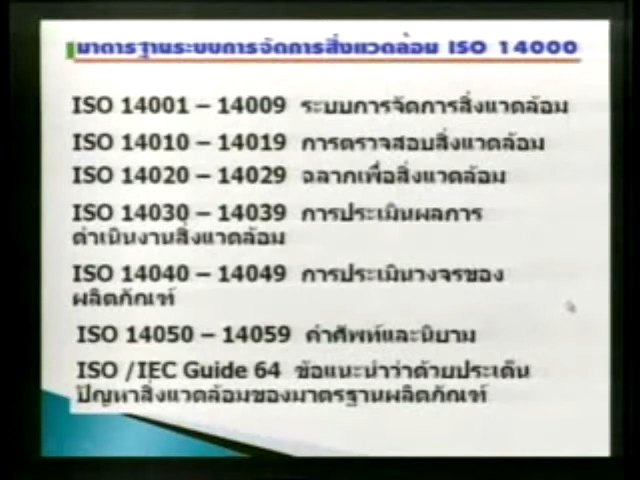 มาตารฐานระบบการจัดการสิ่งแวดล้อม ISO 14000
ISO 14001 – 14009 ระบบการจัดการสิ่งแวดล้อม
ISO 14010 – 14019 การตรวจสอบสิ่งแวดล้อม
ISO 14020 – 14029 ฉลากเพื่อสิ่งแวดล้อม
ISO 14030 – 14039 การประเมินผลการ
ดำเนินงานสิ่งแวดล้อม
ISO 14040 – 14049 การประเมินวงจรของ
ผลิตภัณฑ์
ISO 14050 – 14059 คำศัพท์และนิยาม
ISO /IEC Guide 64 ข้อแนะนำว่าด้วยประเด็น
ปัญหาสิ่งแวดล้อมของมาตรฐานผลิตภัณฑ์